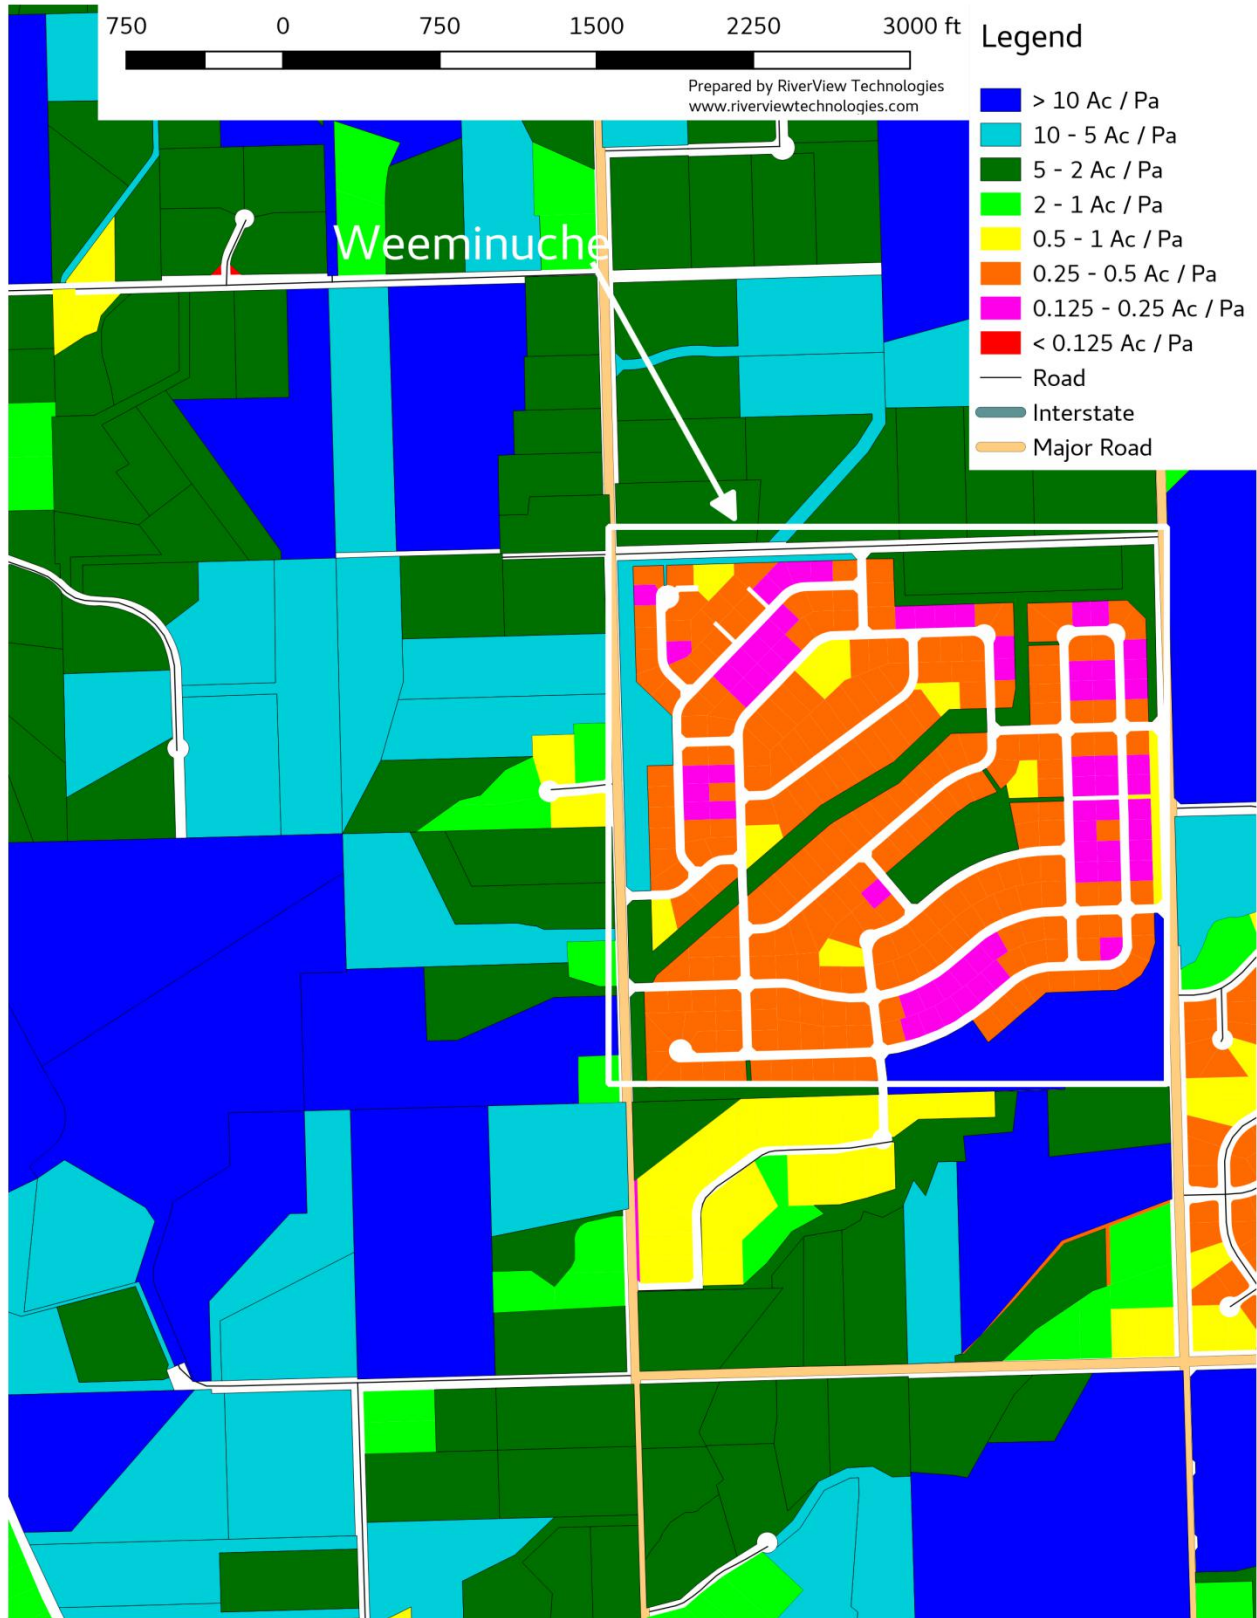 750 0 750 1500 2250 3000 ft
Prepared by RiverView Technologies
www.riverviewtechnologies.com
Legend
> 10 Ac / Pa
10 - 5 Ac / Pa
5 - 2 Ac / Pa
2 - 1 Ac / Pa
0.5 - 1 Ac / Pa
0.25 - 0.5 Ac / Pa
0.125 - 0.25 Ac / Pa
< 0.125 Ac / Pa
Road
Interstate
Major Road
Weeminuche